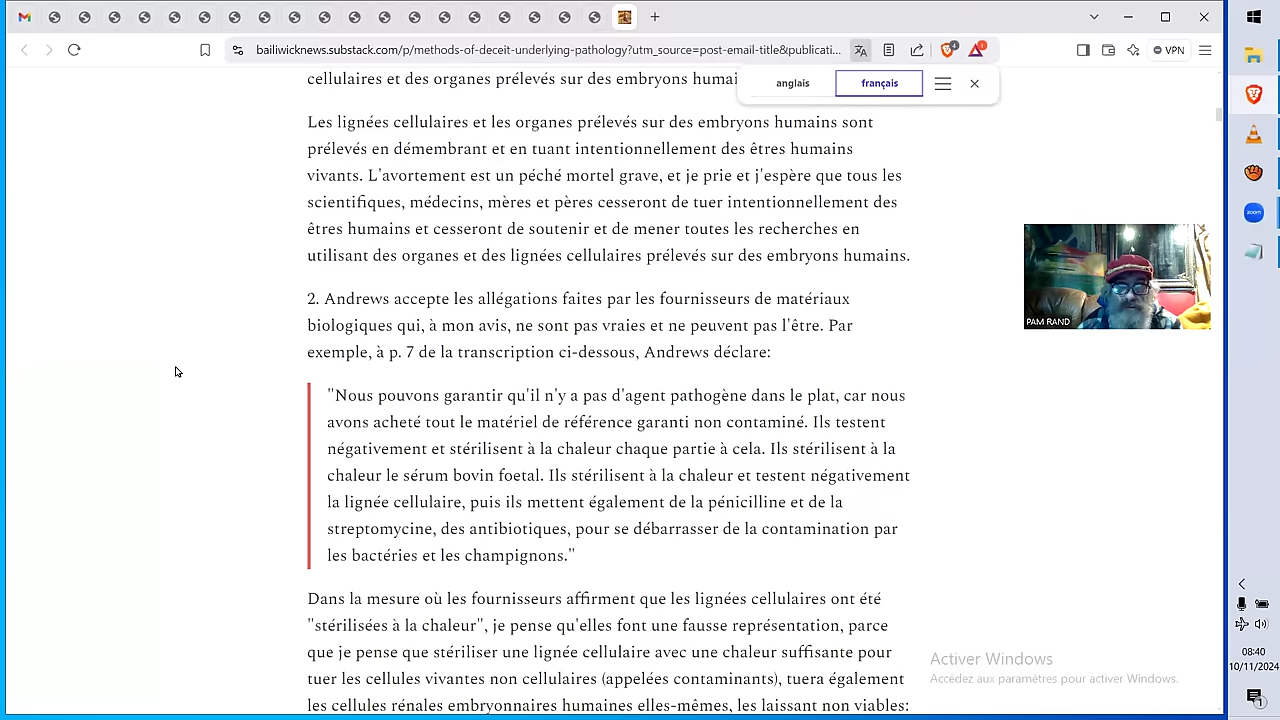 bailiwicknews.substack.com/p/methods-of-deceit-underlying-pathology?utm_source=post-email-title&publicati...
4
1
VPN
cellulaires et des organes prélevés sur des embryons humai
anglais
français
Les lignées cellulaires et les organes prélevés sur des embryons humains sont
prélevés en démembrant et en tuant intentionnellement des êtres humains
vivants. L'avortement est un péché mortel grave, et je prie et j'espère que tous les
scientifiques, médecins, mères et pères cesseront de tuer intentionnellement des
êtres humains et cesseront de soutenir et de mener toutes les recherches en
utilisant des organes et des lignées cellulaires prélevés sur des embryons humains.
zoom
PAM RAND
2. Andrews accepte les allégations faites par les fournisseurs de matériaux
biologiques qui, à mon avis, ne sont pas vraies et ne peuvent pas l'être. Par
exemple, à p. 7 de la transcription ci-dessous, Andrews déclare:
"Nous pouvons garantir qu'il n'y a pas d'agent pathogène dans le plat, car nous
avons acheté tout le matériel de référence garanti non contaminé. Ils testent
négativement et stérilisent à la chaleur chaque partie à cela. Ils stérilisent à la
chaleur le sérum bovin foetal. Ils stérilisent à la chaleur et testent négativement
la lignée cellulaire, puis ils mettent également de la pénicilline et de la
streptomycine, des antibiotiques, pour se débarrasser de la contamination par
les bactéries et les champignons."
Dans la mesure où les fournisseurs affirment que les lignées cellulaires ont été
"stérilisées à la chaleur", je pense qu'elles font une fausse représentation, parce
que je pense que stériliser une lignée cellulaire avec une chaleur suffisante pour
tuer les cellules vivantes non cellulaires (appelées contaminants), tuera également
les cellules rénales embryonnaires humaines elles-mêmes, les laissant non viables:
Activer Windows
Accédez aux paramètres pour activer Windows.
08:40
10/11/2024
1